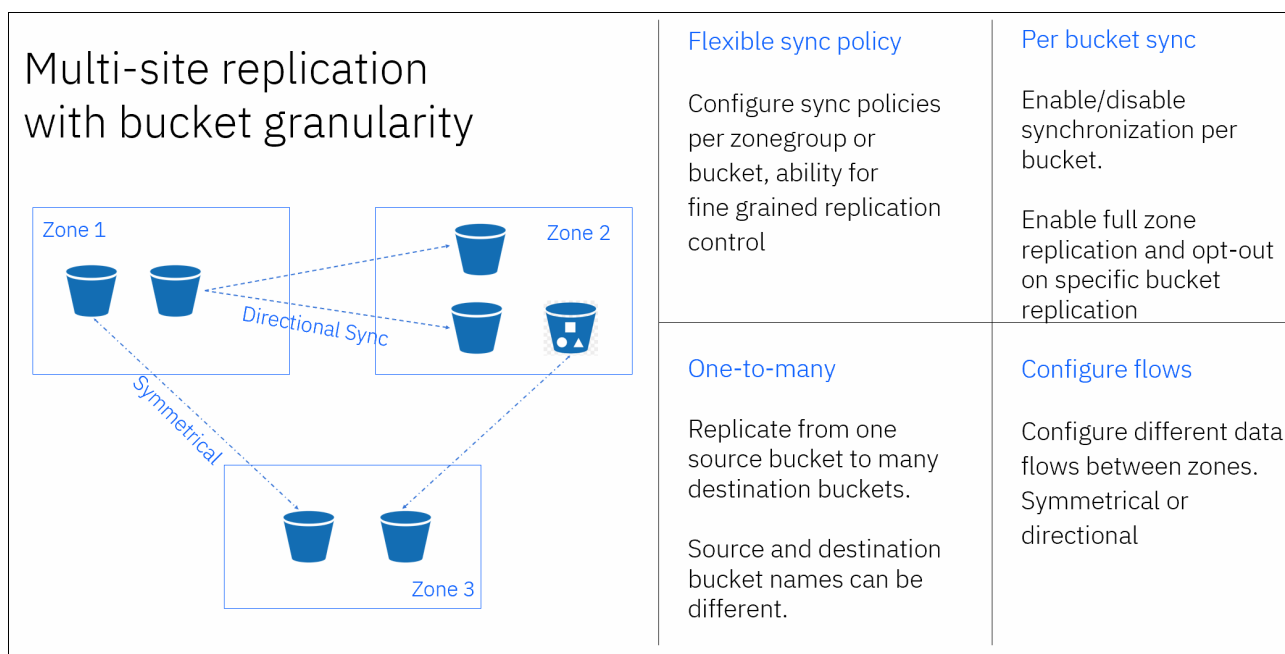 Multi-site replication
with bucket granularity
Zone 1
Zone 2
Directional Sync
Symmetrical
Zone 3
Flexible sync policy
Configure sync policies
per zonegroup or
bucket, ability for
fine grained replication
control
Per bucket sync
Enable/disable
synchronization per
bucket.
Enable full zone
replication and opt-out
on specific bucket
replication
One-to-many
Replicate from one
source bucket to many
destination buckets.
Source and destination
bucket names can be
different.
Configure flows
Configure different data
flows between zones.
Symmetrical or
directional